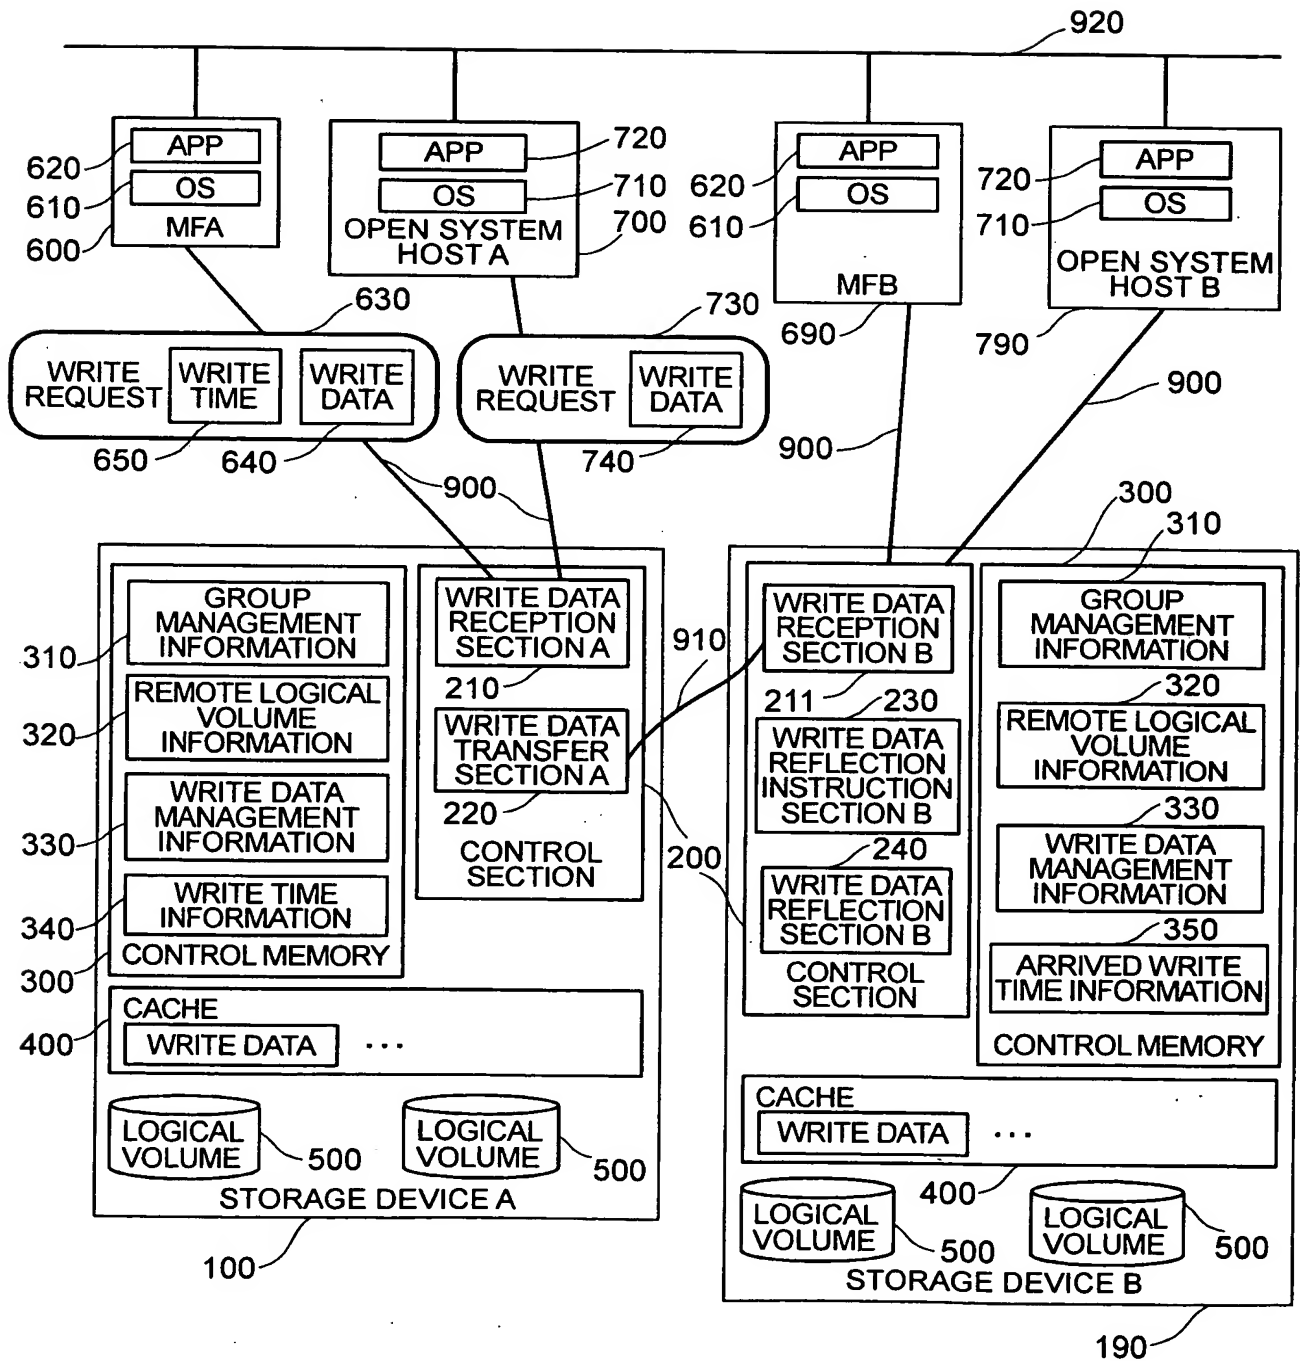 920
APP
OS
MFA
620
610
600
APP
OS
OPEN SYSTEM
HOST A
720
710
700
APP
OS
MFB
620
610
690
APP
OS
OPEN SYSTEM
HOST B
720
710
790
630
WRITE
REQUEST
WRITE
TIME
WRITE
DATA
650
640
730
WRITE
REQUEST
WRITE
DATA
740
900
900
900
300
310
GROUP
MANAGEMENT
INFORMATION
310
REMOTE LOGICAL
VOLUME
INFORMATION
320
WRITE DATA
MANAGEMENT
INFORMATION
330
WRITE TIME
INFORMATION
340
CONTROL MEMORY
300
WRITE DATA
RECEPTION
SECTION A
210
WRITE DATA
TRANSFER
SECTION A
220
CONTROL
SECTION
200
910
CACHE
WRITE DATA
...
400
LOGICAL
VOLUME
500
LOGICAL
VOLUME
500
STORAGE DEVICE A
100
WRITE DATA
RECEPTION
SECTION B
211
230
WRITE DATA
REFLECTION
INSTRUCTION
SECTION B
240
WRITE DATA
REFLECTION
SECTION B
CONTROL
SECTION
GROUP
MANAGEMENT
INFORMATION
320
REMOTE LOGICAL
VOLUME
INFORMATION
330
WRITE DATA
MANAGEMENT
INFORMATION
350
ARRIVED WRITE
TIME INFORMATION
CONTROL MEMORY
CACHE
WRITE DATA
...
400
LOGICAL
VOLUME
500
LOGICAL
VOLUME
500
STORAGE DEVICE B
190